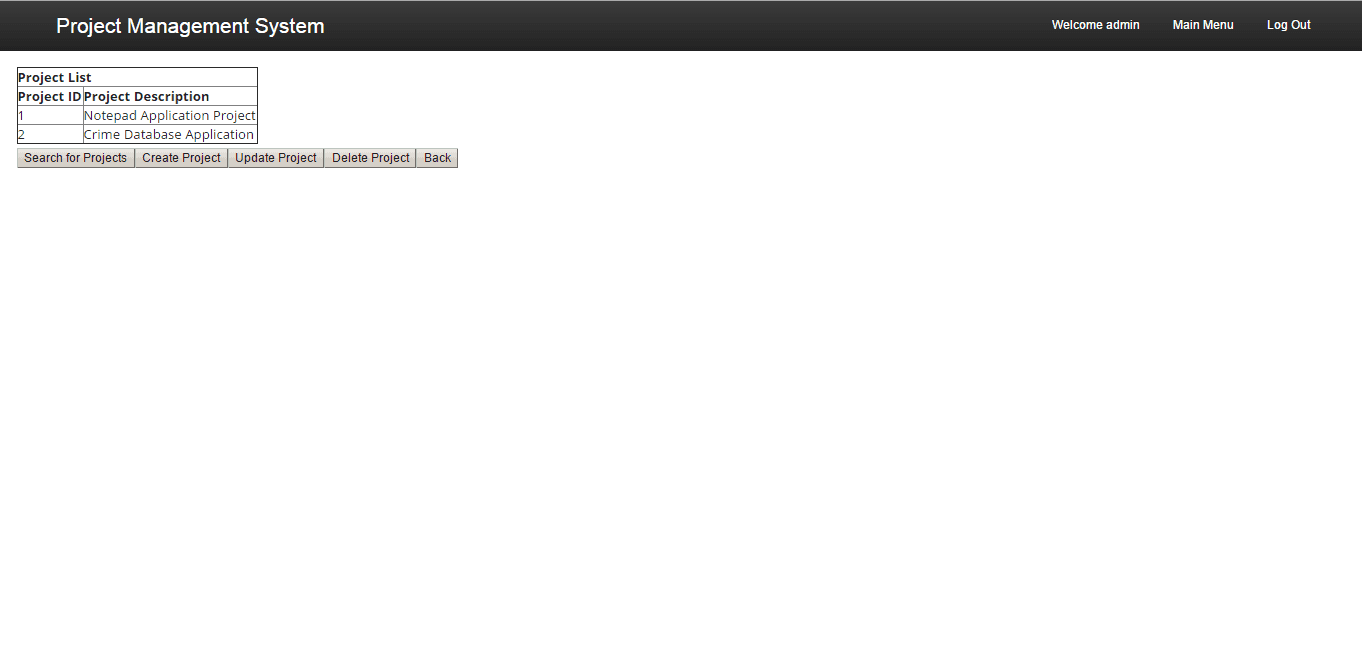 Project Management System
Welcome admin Main Menu Log Out
Project List
Project ID Project Description
1 Notepad Application Project
2 Crime Database Application
Search for Projects Create Project Update Project Delete Project Back